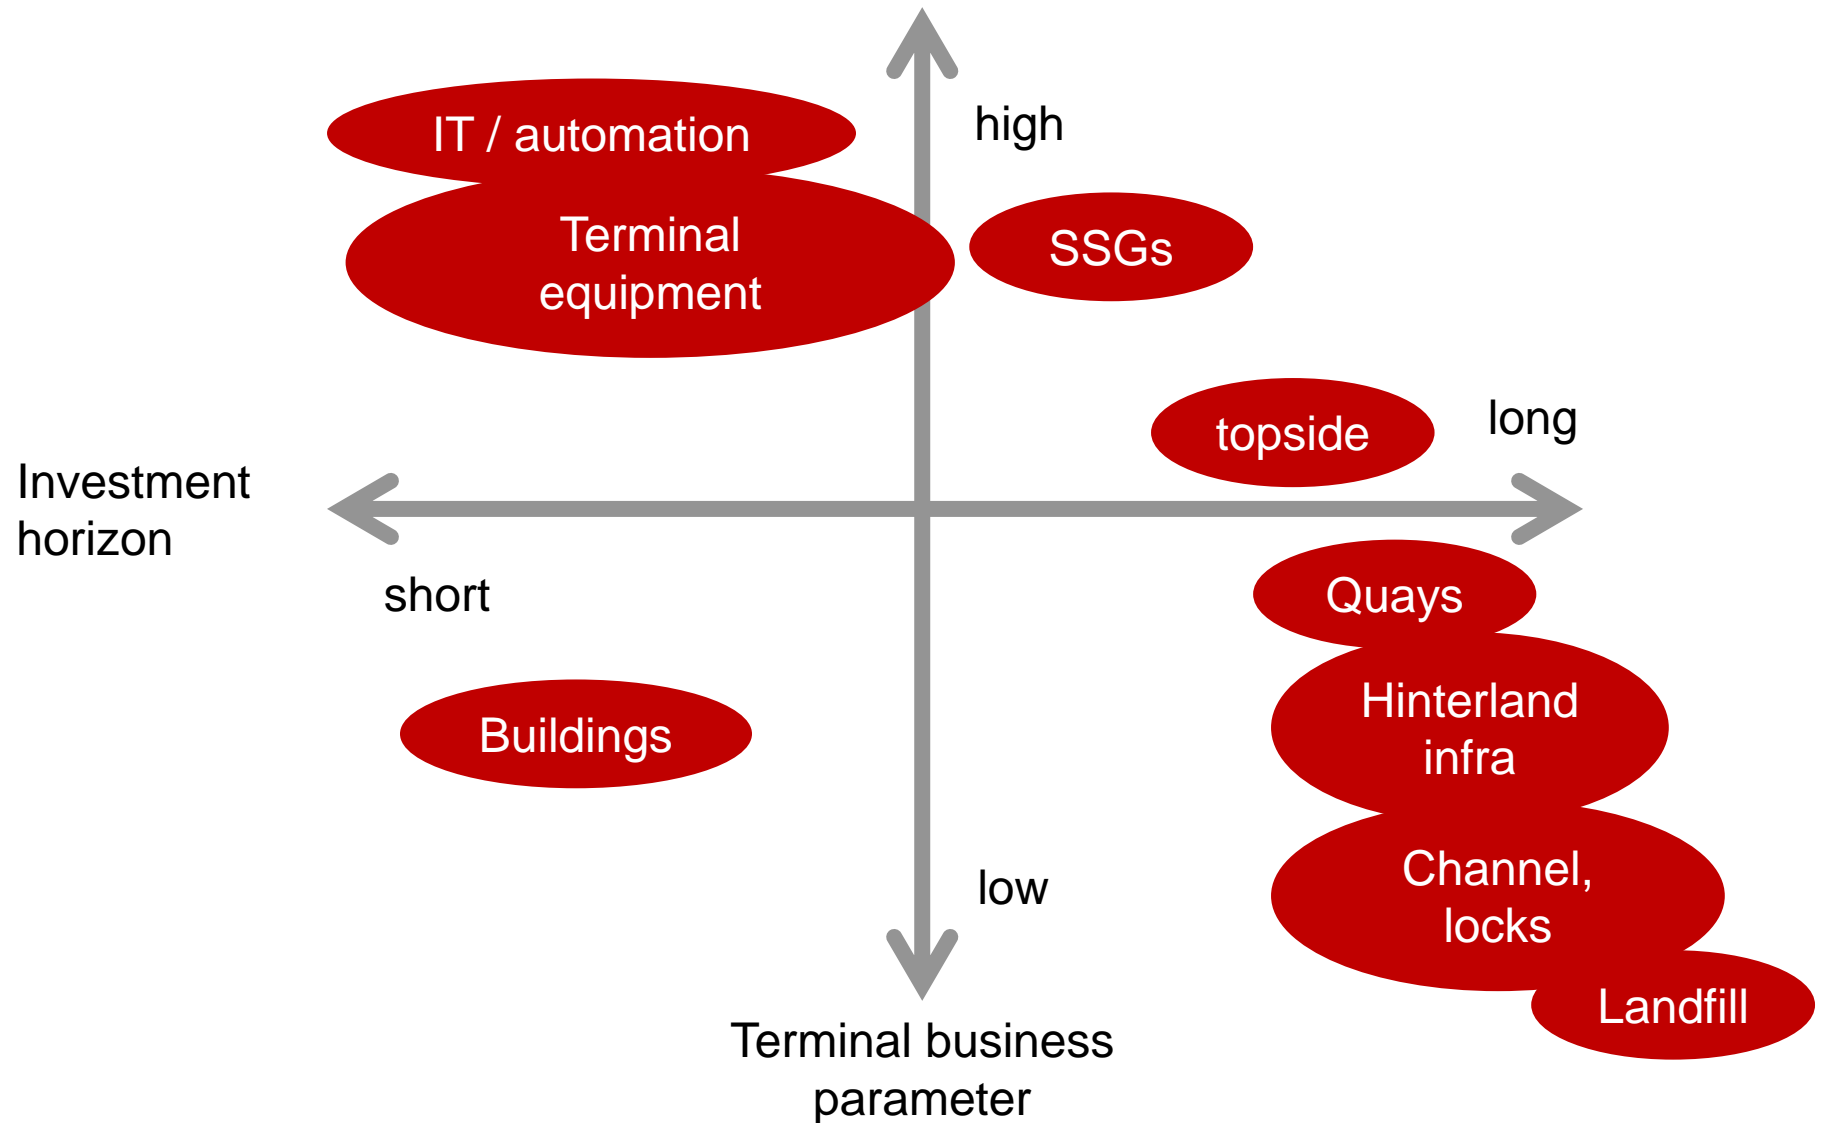 IT / automation
high
Terminal
equipment
SSGs
topside
long
Investment
horizon
short
Quays
Hinterland
infra
Buildings
Channel,
locks
low
Landfill
Terminal business
parameter